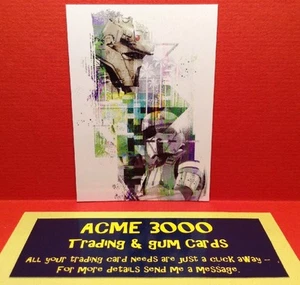 ACME 3000
Trading & Gum Cards
All your trading card needs are just a click away -- .
For more details send me a message.